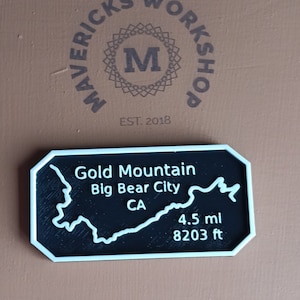 MAVERICKS WORKSHOP
M
EST. 2018
Gold Mountain
Big Bear City
CA
4.5 mi
8203 ft